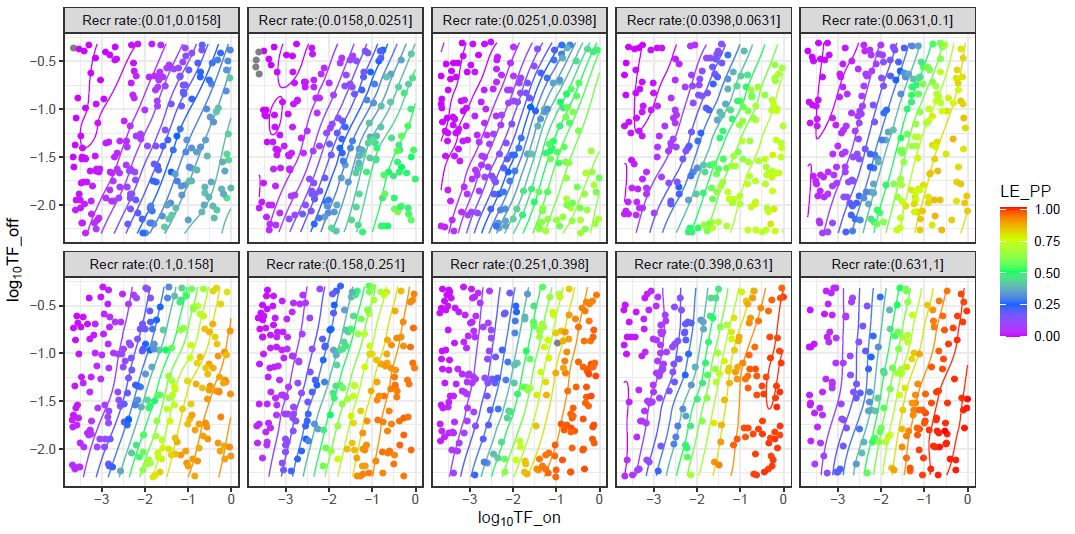 Recr rate:(0.01,0.0158] Recr rate:(0.0158,0.0251] Recr rate:(0.0251,0.0398] Recr rate:(0.0398,0.0631] Recr rate:(0.0631,0.1]
−0.5
−1.0
−1.5
−2.0
log10TF_off
LE_PP
1.00
0.75
0.50
0.25
0.00
Recr rate:(0.1,0.158] Recr rate:(0.158,0.251] Recr rate:(0.251,0.398] Recr rate:(0.398,0.631] Recr rate:(0.631,1]
−0.5
−1.0
−1.5
−2.0
−3 −2 −1 0 −3 −2 −1 0 −3 −2 −1 0 −3 −2 −1 0 −3 −2 −1 0
log10TF_on